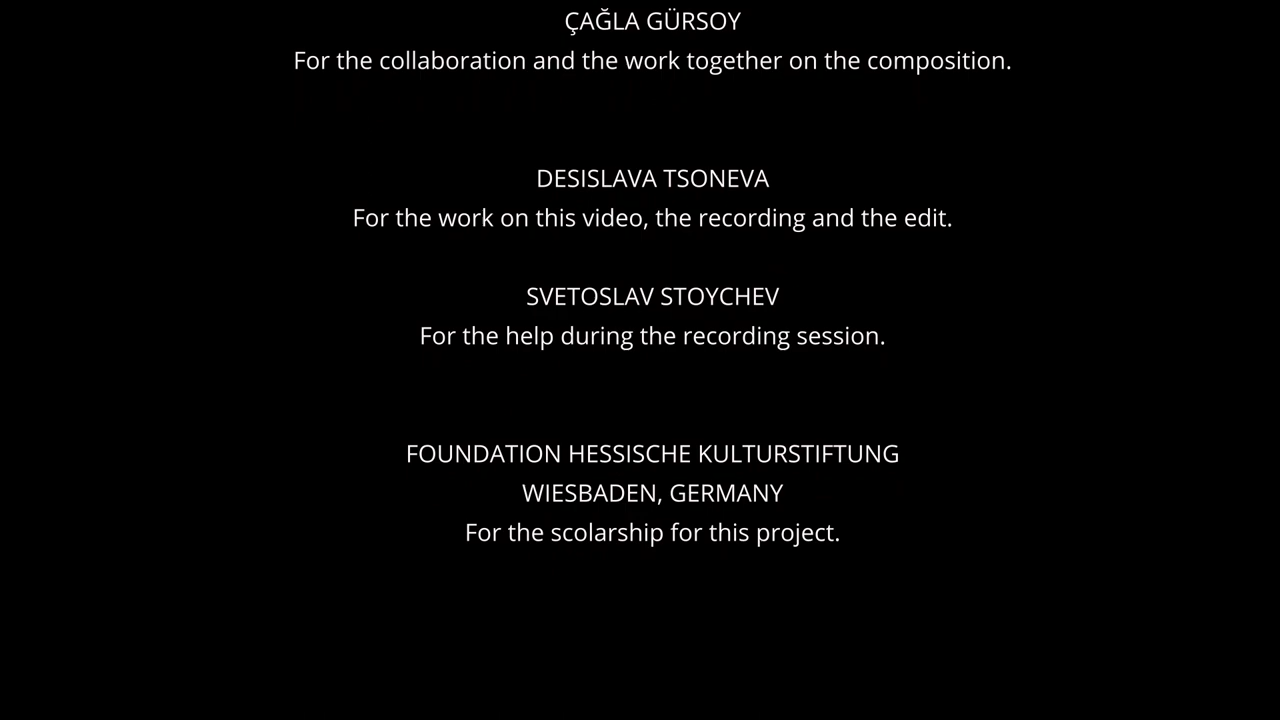 ÇAĞLA GÜRSOY
For the collaboration and the work together on the composition.
DESISLAVA TSONEVA
For the work on this video, the recording and the edit.
SVETOSLAV STOYCHEV
For the help during the recording session.
FOUNDATION HESSISCHE KULTURSTIFTUNG
WIESBADEN, GERMANY
For the scolarship for this project.